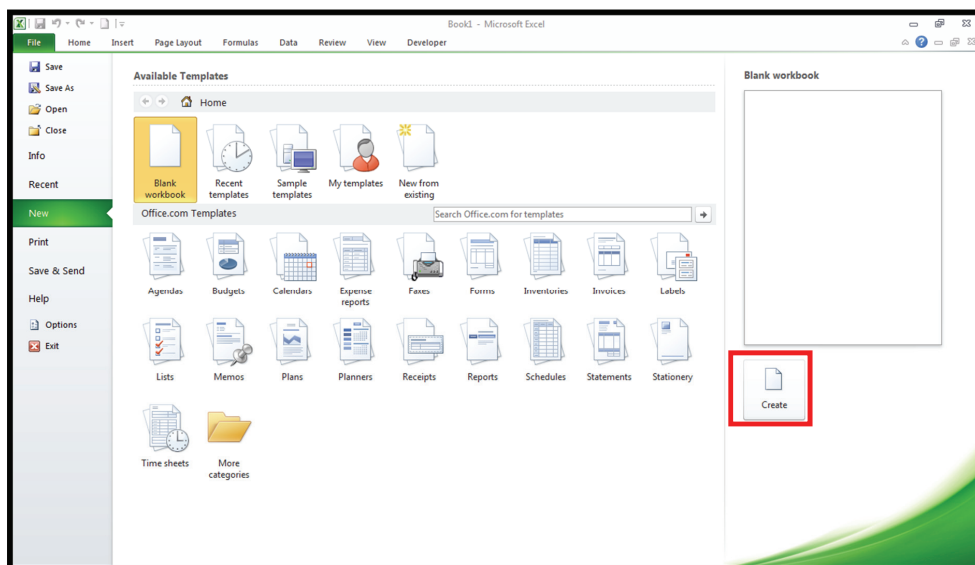 Book1 - Microsoft Excel
File Home Insert Page Layout Formulas Data Review View Developer
Save
Save As
Open
Close
Info
Recent
New
Print
Save & Send
Help
Options
Exit
Available Templates
Home
Blank workbook
Recent templates
Sample templates
My templates
New from existing
Office.com Templates
Search Office.com for templates
Agendas Budgets Calendars Expense reports Faxes Forms Inventories Invoices Labels
Lists Memos Plans Planners Receipts Reports Schedules Statements Stationery
Time sheets More categories
Blank workbook
Create